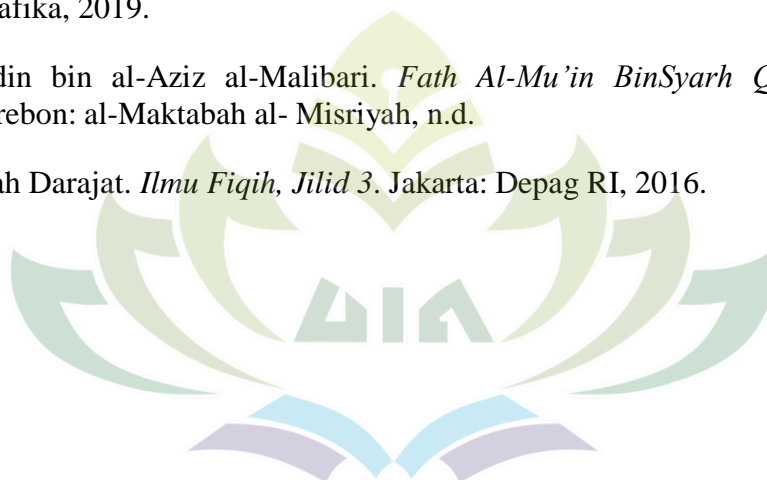 afika, 2019.
din bin al-Aziz al-Malibari. Fath Al-Mu’in BinSyarh Q
rebon: al-Maktabah al- Misriyah, n.d.
ah Darajat. Ilmu Fiqih, Jilid 3. Jakarta: Depag RI, 2016.
UIN